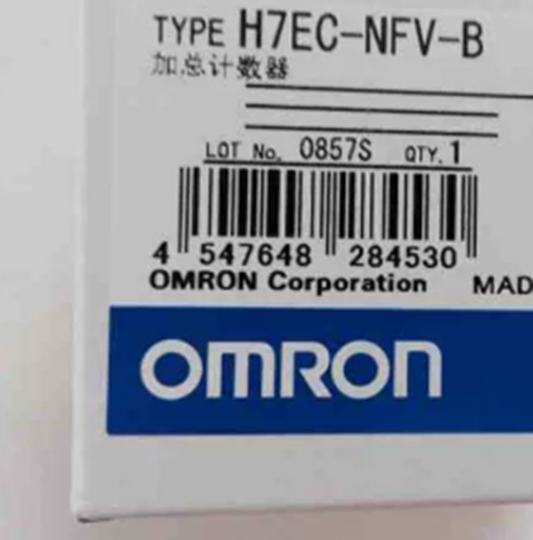 TYPE H7EC-NFV-B
加总计数器
LOT No. 0857S QTY. 1
4 547648 284530
OMRON Corporation MAD
OMRON